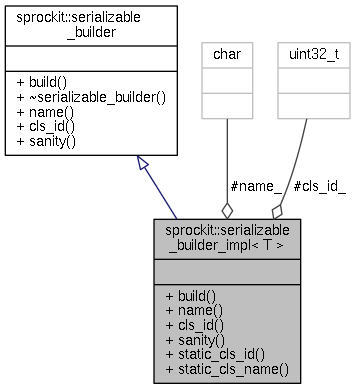 sprockit::serializable
_builder
+ build()
+ ~serializable_builder()
+ name()
+ cls_id()
+ sanity()
char
uint32_t
#name_
#cls_id_
sprockit::serializable
_builder_impl< T >
+ build()
+ name()
+ cls_id()
+ sanity()
+ static_cls_id()
+ static_cls_name()